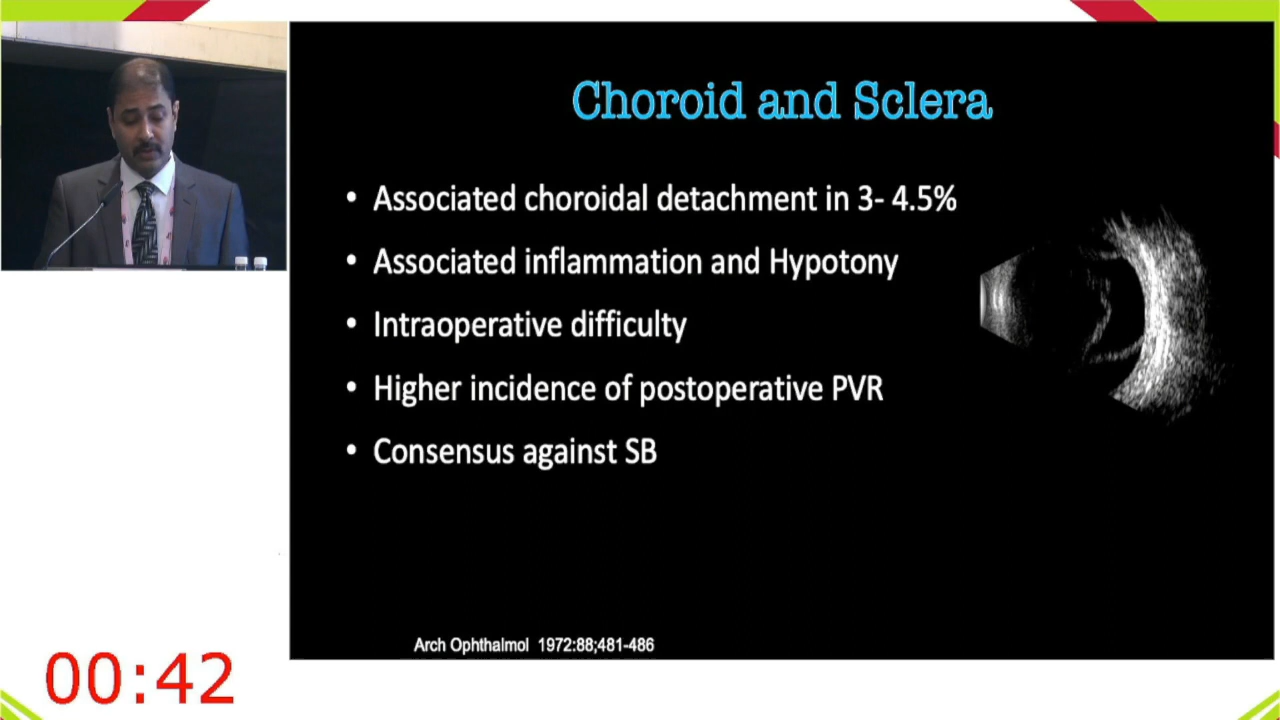 Choroid and Sclera
• Associated choroidal detachment in 3- 4.5%
• Associated inflammation and Hypotony
• Intraoperative difficulty
• Higher incidence of postoperative PVR
• Consensus against SB
Arch Ophthalmol 1972:88;481-486
00:42